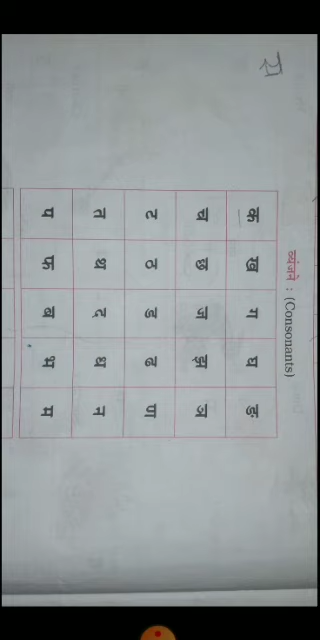 व्यंजने : (Consonants)
क ख ग घ ङ
च छ ज झ ञ
ट ठ ड ढ ण
त थ द ध न
प फ ब भ म